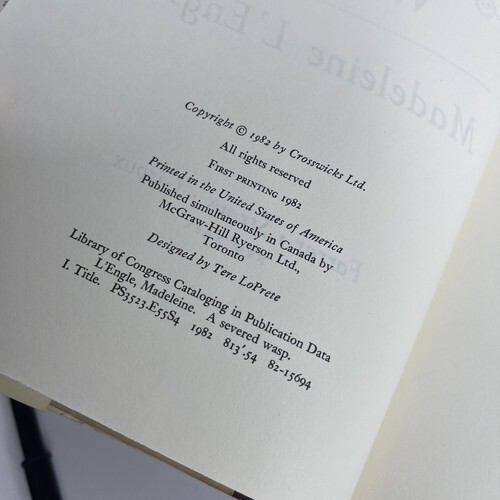 Madeleine L'Eng
Copyright © 1982 by Crosswicks Ltd.
All rights reserved
FIRST PRINTING 1982
Printed in the United States of America
Published simultaneously in Canada by
McGraw-Hill Ryerson Ltd.,
Toronto
Designed by Tere LoPrete
Library of Congress Cataloging in Publication Data
L'Engle, Madeleine. A severed wasp.
I. Title. PS3523.E55S4 1982 813'.54 82-15694